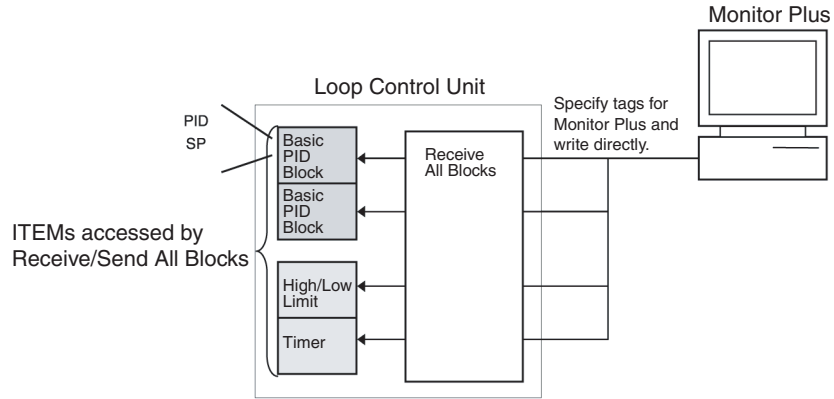 Monitor Plus
Loop Control Unit
Specify tags for
Monitor Plus and
write directly.
PID
SP
Basic
PID
Block
Receive
All Blocks
Basic
PID
Block
ITEMs accessed by
Receive/Send All Blocks
High/Low
Limit
Timer